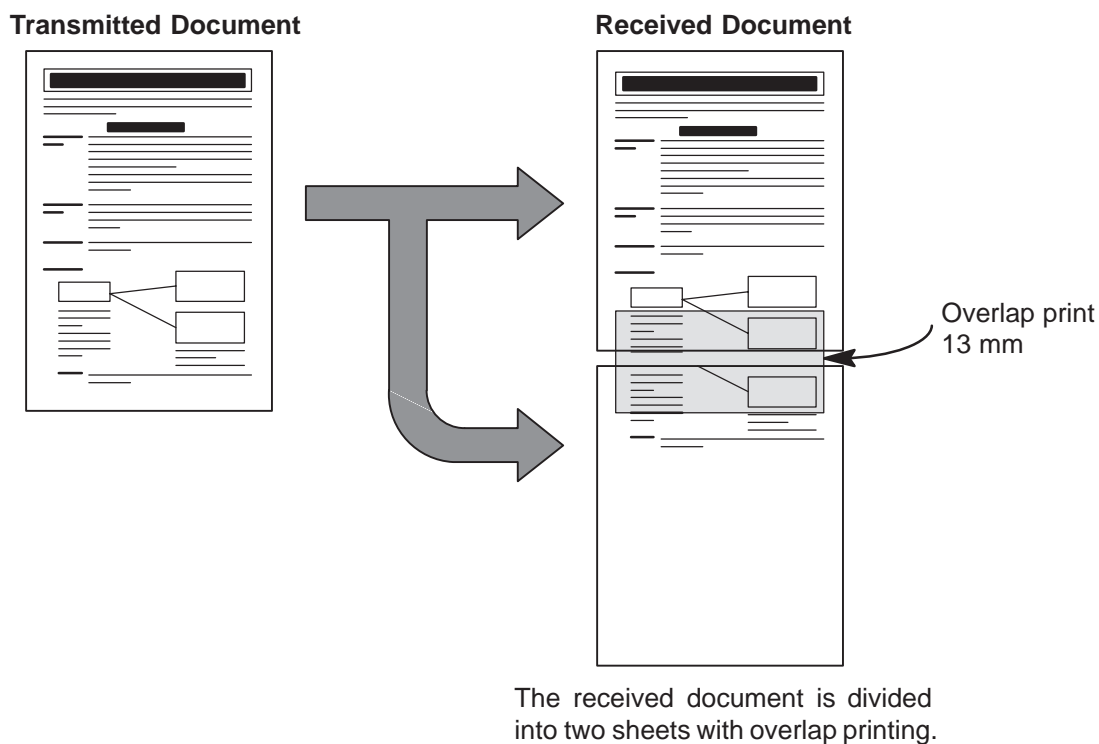 Transmitted Document
Received Document
Overlap print
13 mm
The received document is divided
into two sheets with overlap printing.